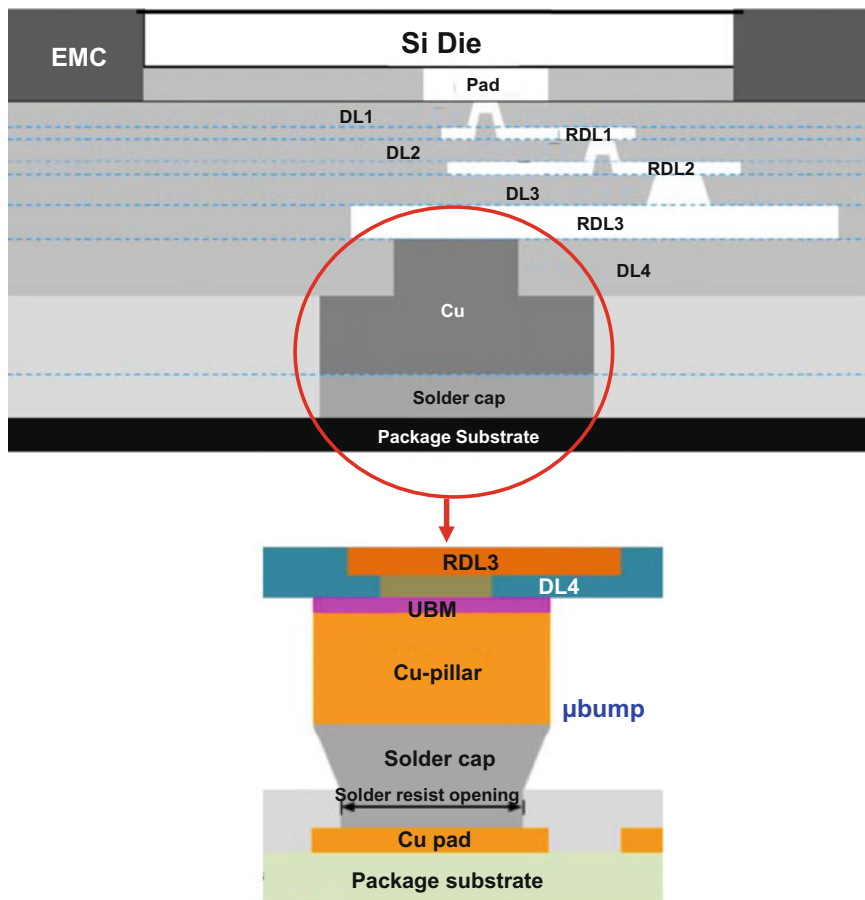 Si Die
EMC
Pad
DL1
RDL1
DL2
RDL2
DL3
RDL3
DL4
Cu
Solder cap
Package Substrate
RDL3
DL4
UBM
Cu-pillar
µbump
Solder cap
Solder resist opening
Cu pad
Package substrate